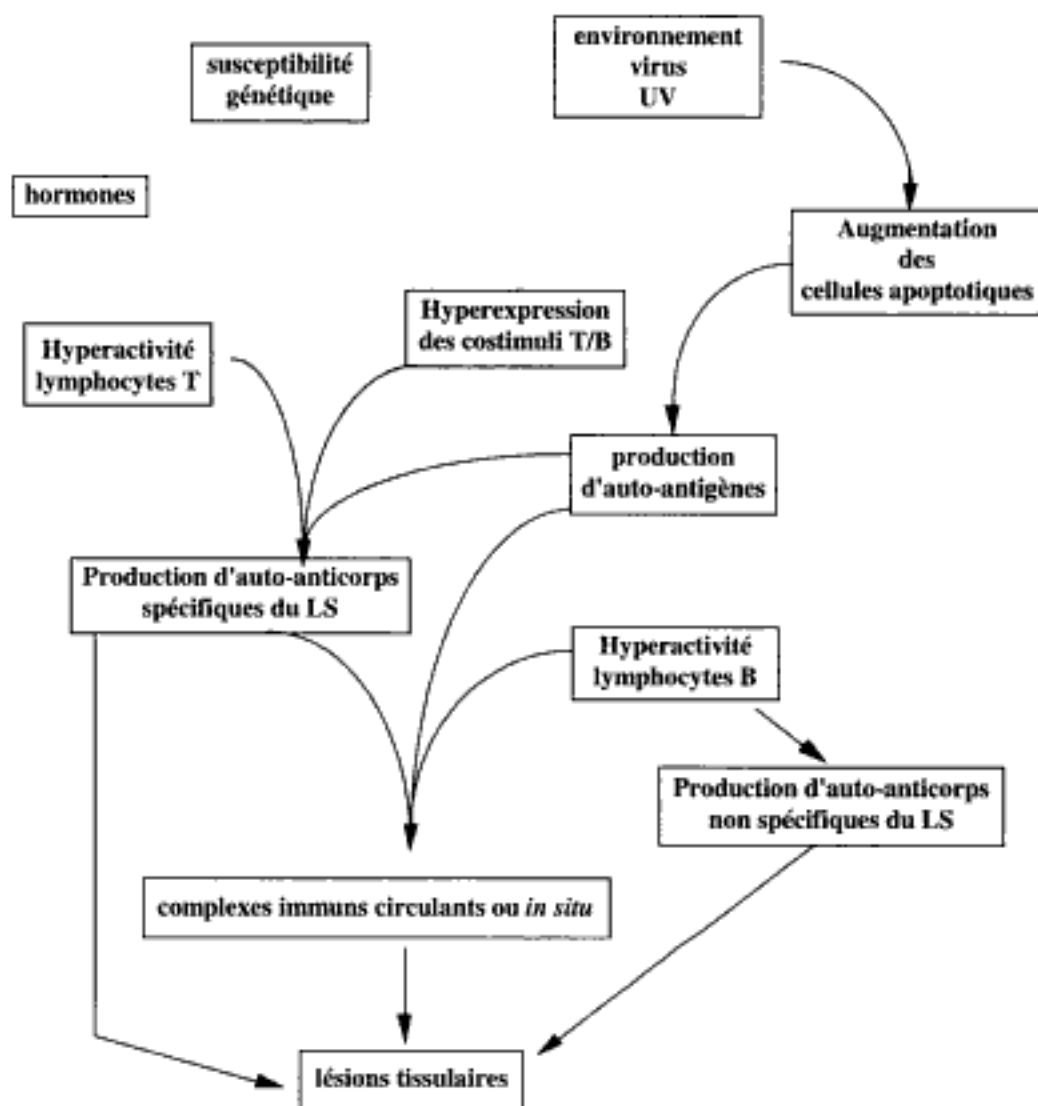 environnement
virus
UV
susceptibilité
génétique
hormones
Augmentation
des
cellules apoptotiques
Hyperexpression
des costimuli T/B
Hyperactivité
lymphocytes T
production
d'auto-antigènes
Production d'auto-anticorps
spécifiques du LS
Hyperactivité
lymphocytes B
Production d'auto-anticorps
non spécifiques du LS
complexes immuns circulants ou in situ
lésions tissulaires